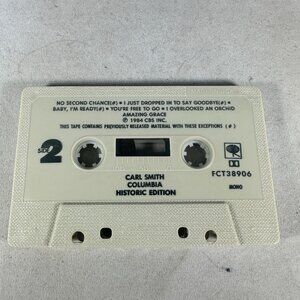 NO SECOND CHANCE(#) • I JUST DROPPED IN TO SAY GOODBYE(#) •
BABY, I'M READY(#) • YOU'RE FREE TO GO • I OVERLOOKED AN ORCHID
AMAZING GRACE
℗ 1984 CBS INC.
THIS TAPE CONTAINS PREVIOUSLY RELEASED MATERIAL WITH THESE EXCEPTIONS (#)
2
FCT38906
CARL SMITH
COLUMBIA
HISTORIC EDITION
MONO